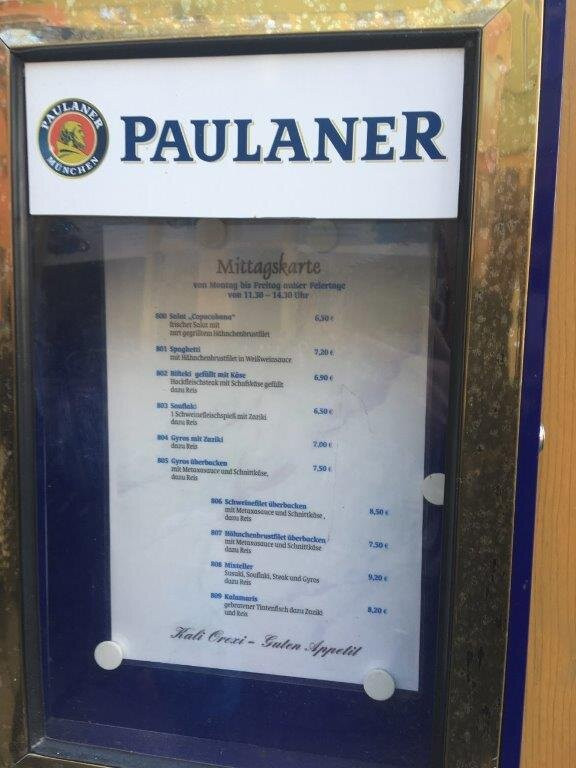 PAULANER
MÜNCHEN
PAULANER
Mittagskarte
von Montag bis Freitag außer Feiertage
von 11.30 – 14.30 Uhr
800 Salat „Copacobana“ 6,50 €
frischer Salat mit
zart gegrilltem Hähnchenbrustfilet
801 Spaghetti 7,20 €
mit Hähnchenbrustfilet in Weißweinsauce
802 Bifteki gefüllt mit Käse 6,90 €
Hackfleischsteak mit Schafskäse gefüllt
dazu Reis
803 Souflaki 6,50 €
1 Schweinefleischspieß mit Zaziki
dazu Reis
804 Gyros mit Zaziki 7,00 €
dazu Reis
805 Gyros überbacken 7,50 €
mit Metaxasauce und Schnittkäse,
dazu Reis
806 Schweinefilet überbacken 8,50 €
mit Metaxasauce und Schnittkäse,
dazu Reis
807 Hähnchenbrustfilet überbacken 7,50 €
mit Metaxasauce und Schnittkäse
dazu Reis
808 Mixteller 9,20 €
Suzuki, Souflaki, Steak und Gyros
dazu Reis
809 Kalamaris 8,20 €
gebratener Tintenfisch dazu Zaziki
und Reis
Kali Orexi – Guten Appetit